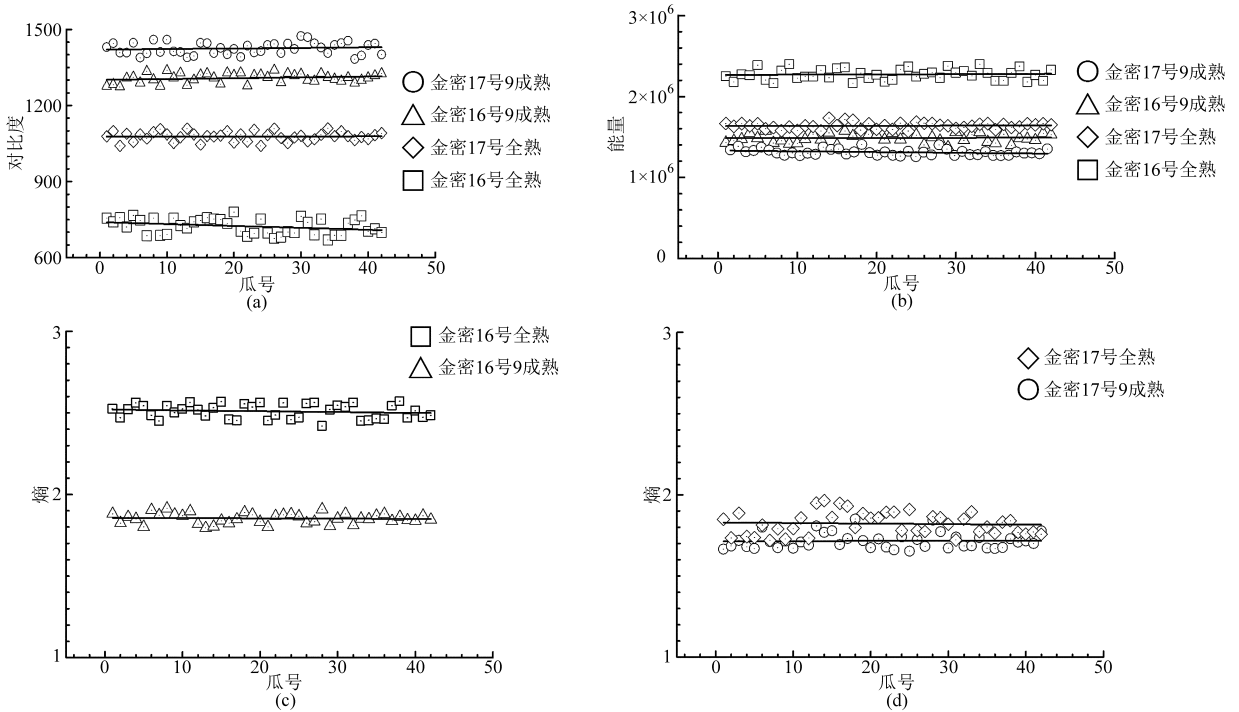 1500
1200
900
600
对比度
0
10
20
30
40
50
瓜号
(a)
金密17号9成熟
金密16号9成熟
金密17号全熟
金密16号全熟
3×10⁶
2×10⁶
1×10⁶
0
能量
0
10
20
30
40
50
瓜号
(b)
金密17号9成熟
金密16号9成熟
金密17号全熟
金密16号全熟
3
2
1
熵
0
10
20
30
40
50
瓜号
(c)
金密16号全熟
金密16号9成熟
3
2
1
熵
0
10
20
30
40
50
瓜号
(d)
金密17号全熟
金密17号9成熟